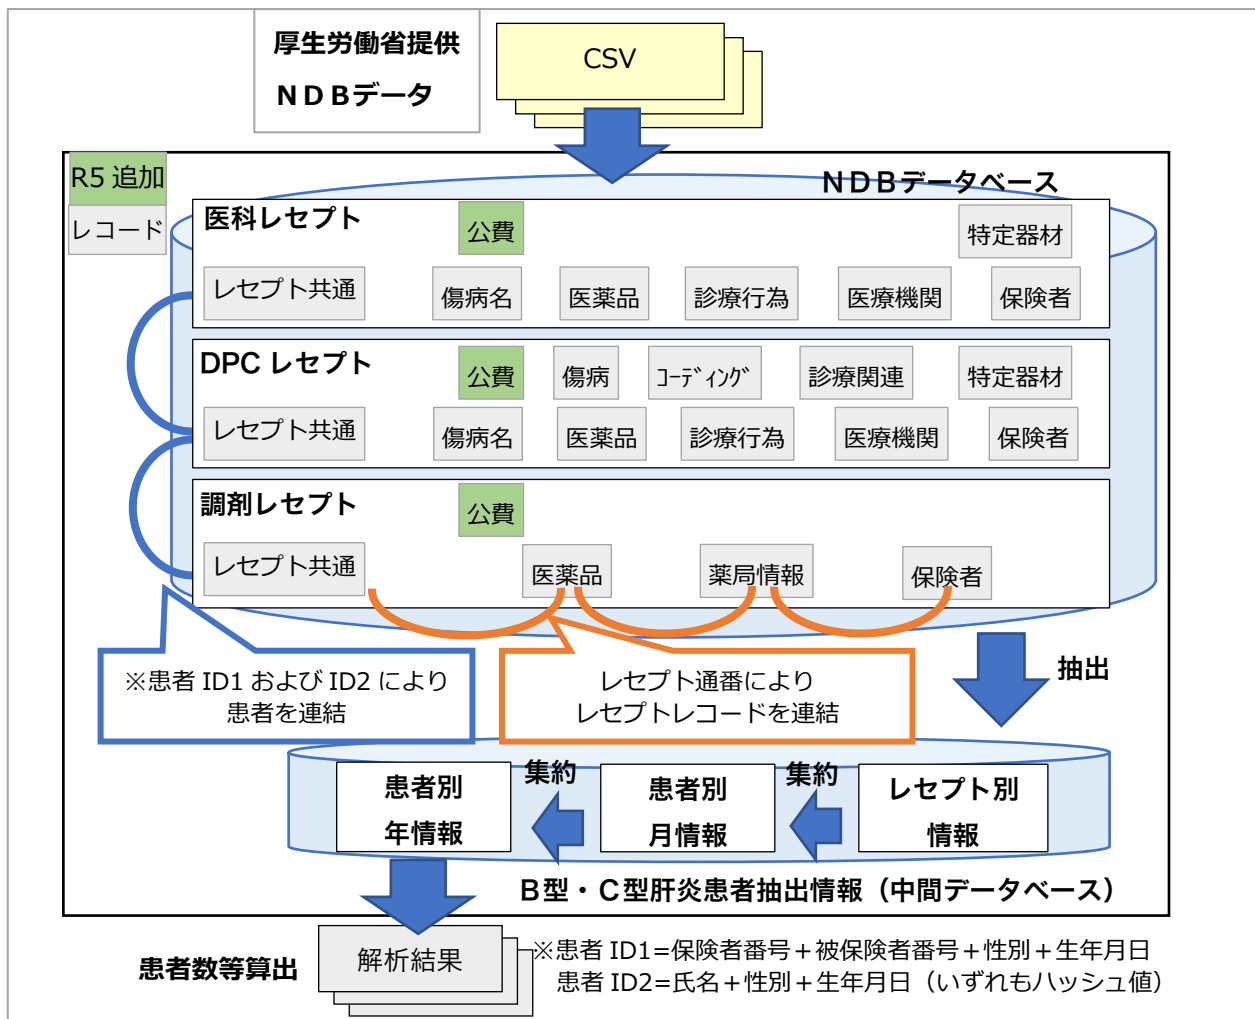 厚生労働省提供
ＮＤＢデータ
CSV
R5 追加
レコード
ＮＤＢデータベース
医科レセプト
公費
特定器材
レセプト共通
傷病名
医薬品
診療行為
医療機関
保険者
DPC レセプト
公費
傷病
ｺｰﾃﾞｨﾝｸﾞ
診療関連
特定器材
レセプト共通
傷病名
医薬品
診療行為
医療機関
保険者
調剤レセプト
公費
レセプト共通
医薬品
薬局情報
保険者
※患者 ID1 および ID2 により
患者を連結
レセプト通番により
レセプトレコードを連結
抽出
患者別
年情報
集約
患者別
月情報
集約
レセプト別
情報
Ｂ型・Ｃ型肝炎患者抽出情報（中間データベース）
患者数等算出
解析結果
※患者 ID1=保険者番号＋被保険者番号＋性別＋生年月日
患者 ID2=氏名＋性別＋生年月日（いずれもハッシュ値）